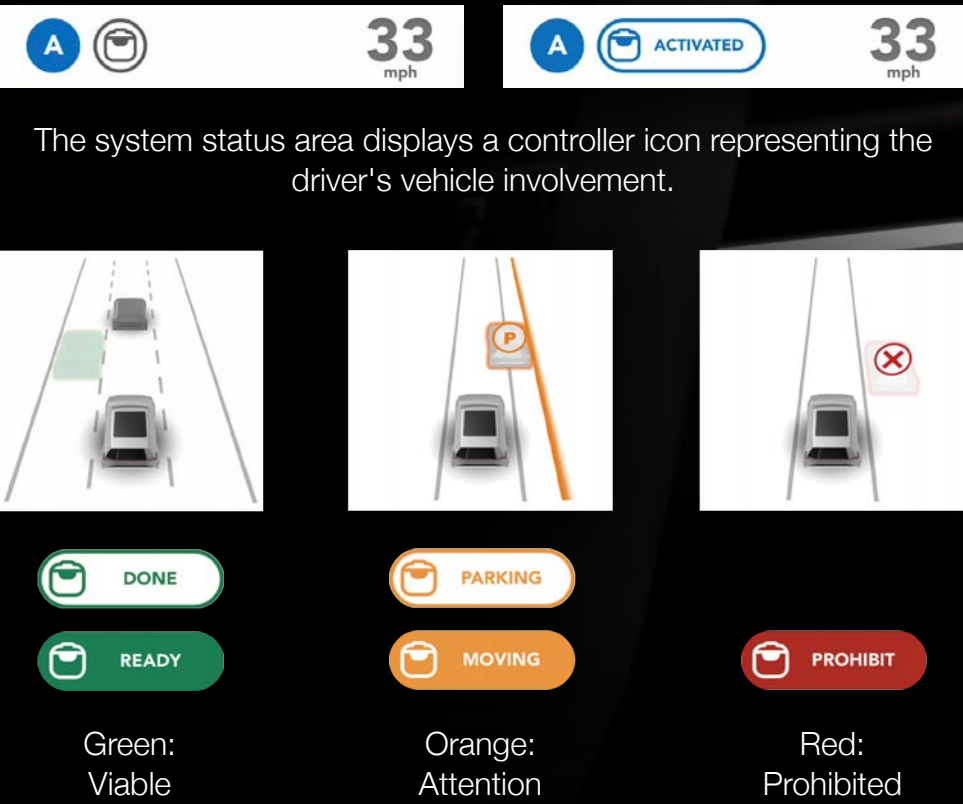 A
33
mph
A
ACTIVATED
33
mph
The system status area displays a controller icon representing the
driver's vehicle involvement.
P
DONE
READY
Green:
Viable
PARKING
MOVING
Orange:
Attention
PROHIBIT
Red:
Prohibited